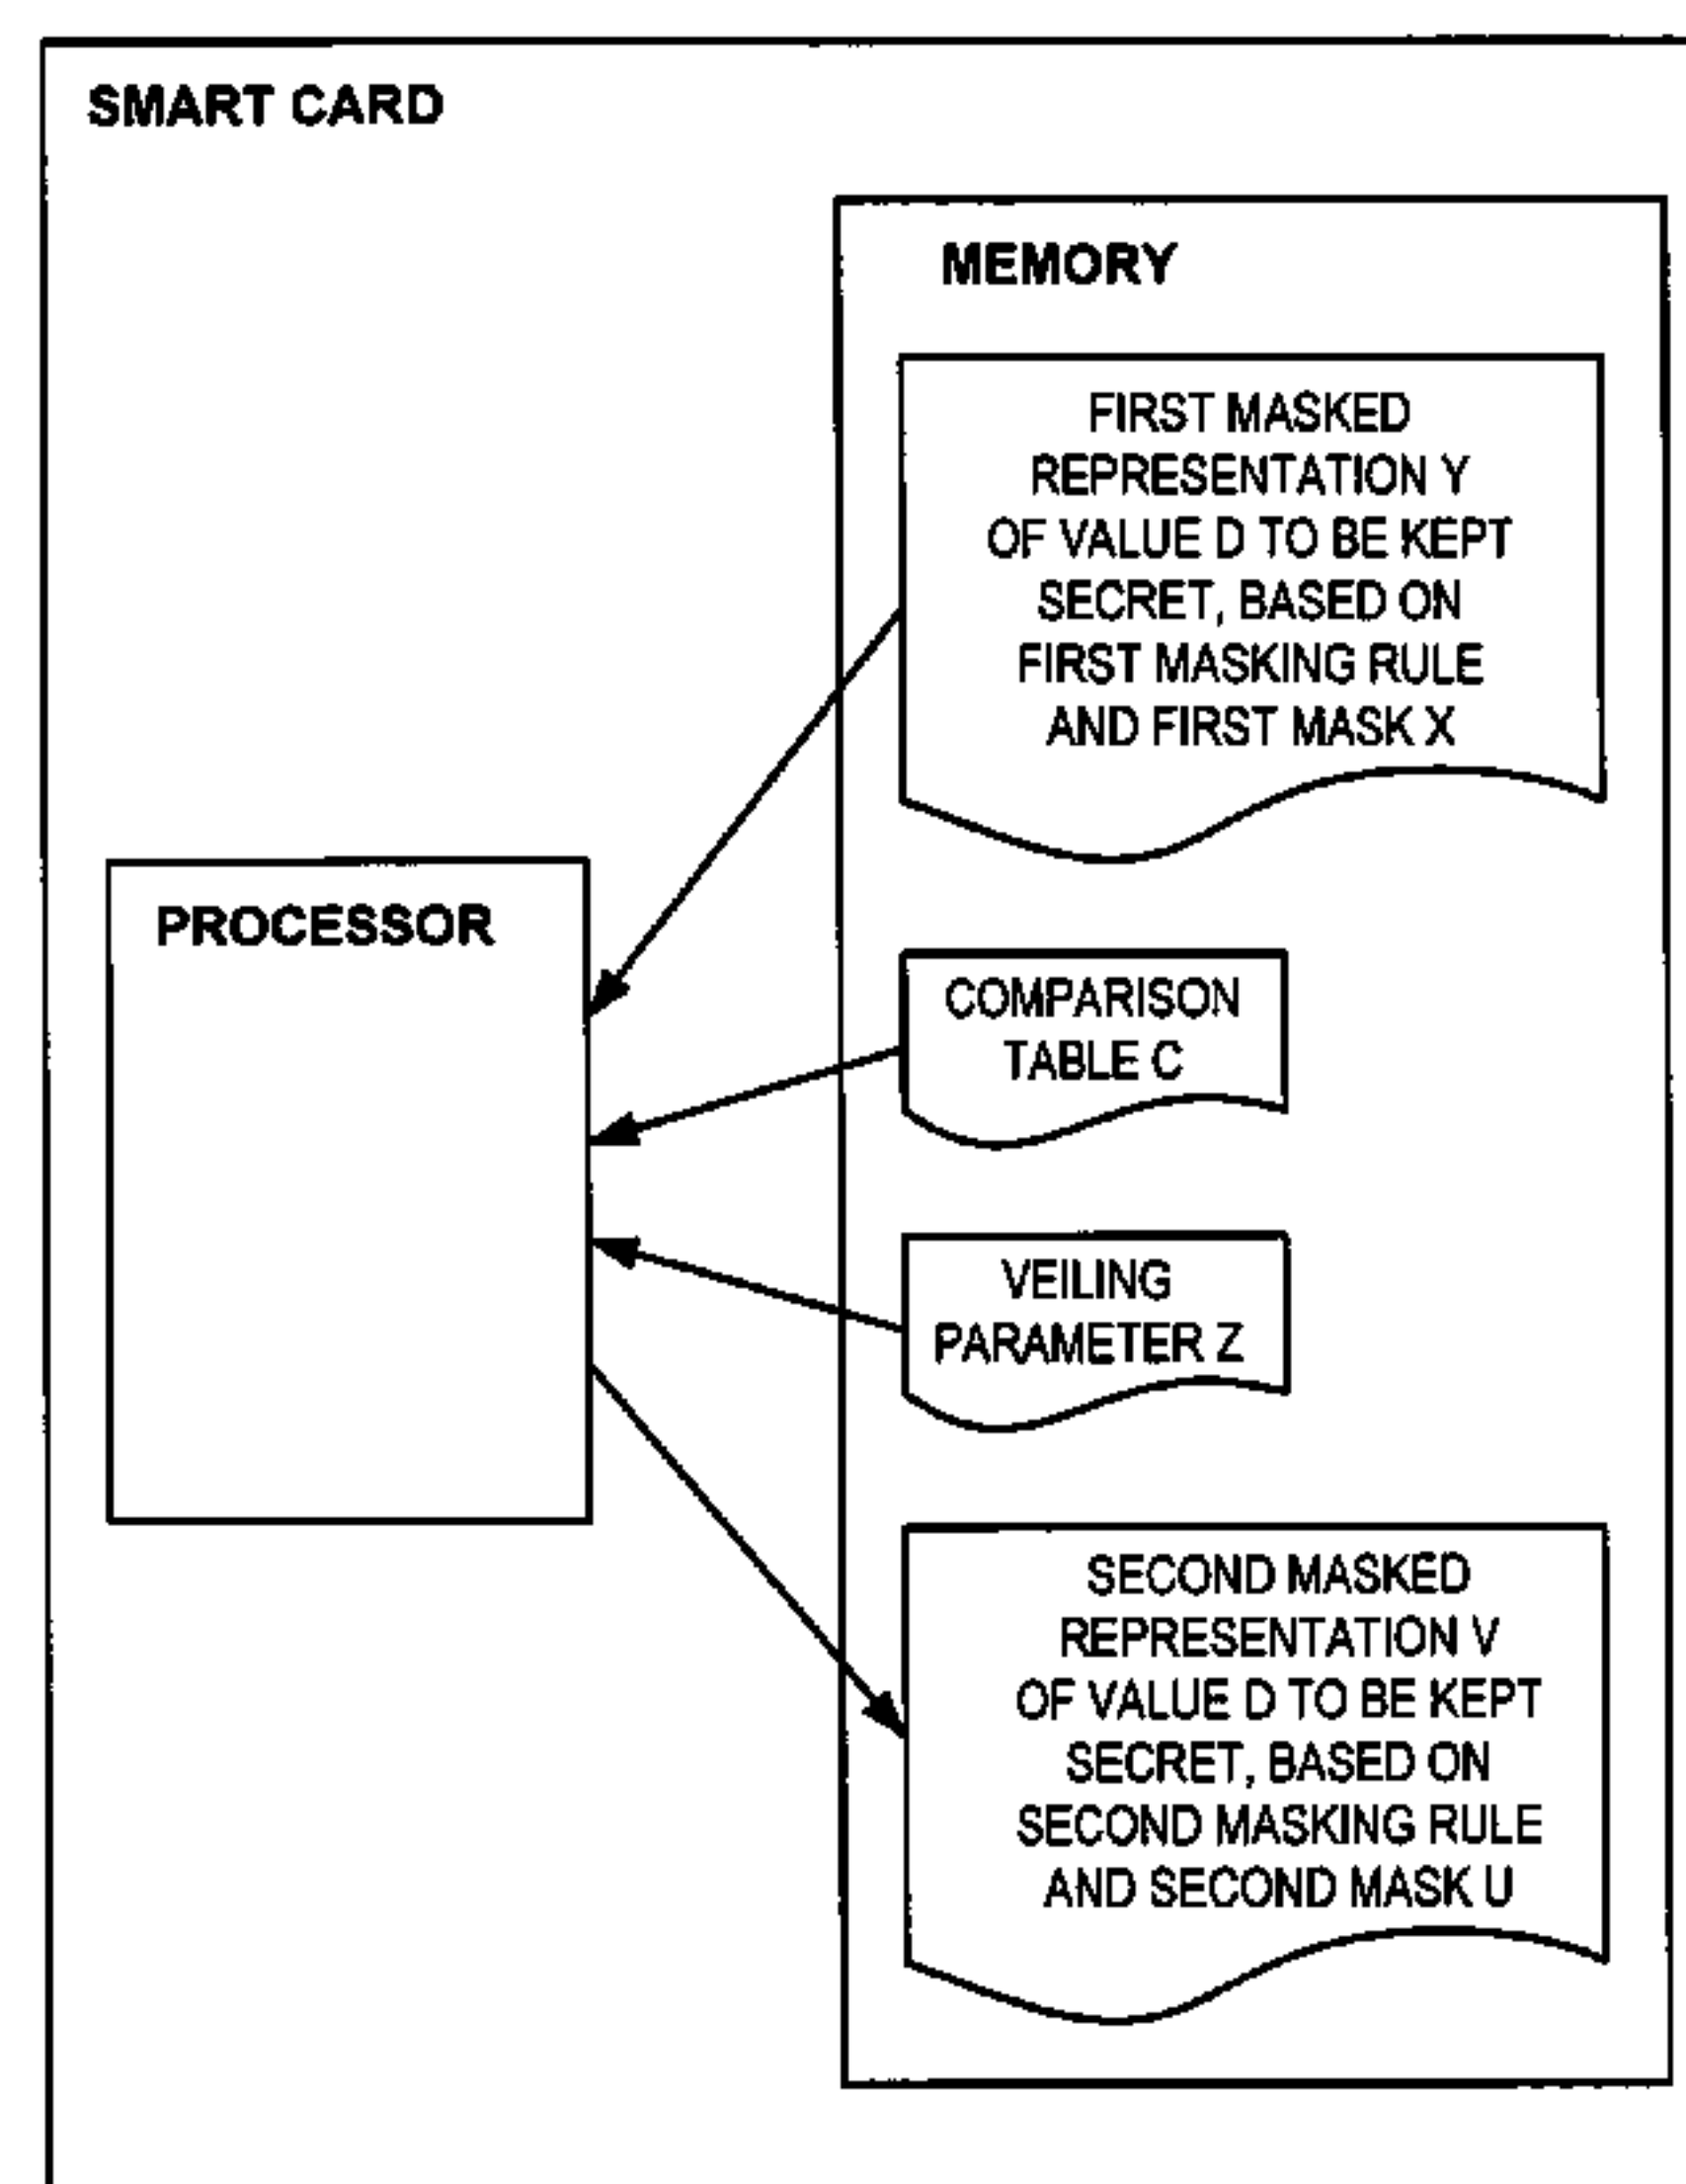 SMART CARD
MEMORY
FIRST MASKED
REPRESENTATION Y
OF VALUE D TO BE KEPT
SECRET, BASED ON
FIRST MASKING RULE
AND FIRST MASK X
PROCESSOR
COMPARISON
TABLE C
VEILING
PARAMETER Z
SECOND MASKED
REPRESENTATION V
OF VALUE D TO BE KEPT
SECRET, BASED ON
SECOND MASKING RULE
AND SECOND MASK U